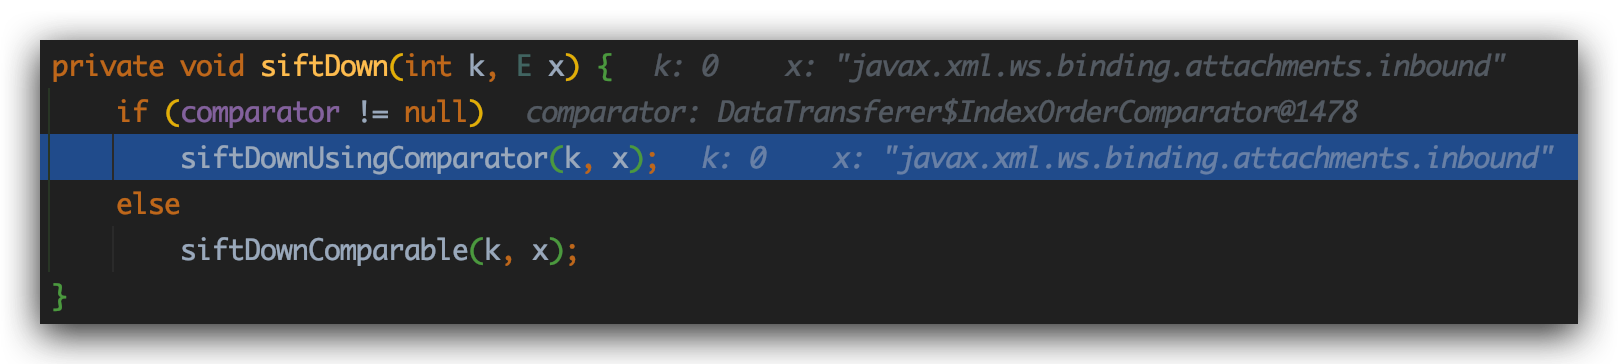 private void siftDown(int k, E x) {   k: 0    x: "javax.xml.ws.binding.attachments.inbound"
    if (comparator != null)   comparator: DataTransferer$IndexOrderComparator@1478
        siftDownUsingComparator(k, x);   k: 0    x: "javax.xml.ws.binding.attachments.inbound"
    else
        siftDownComparable(k, x);
}